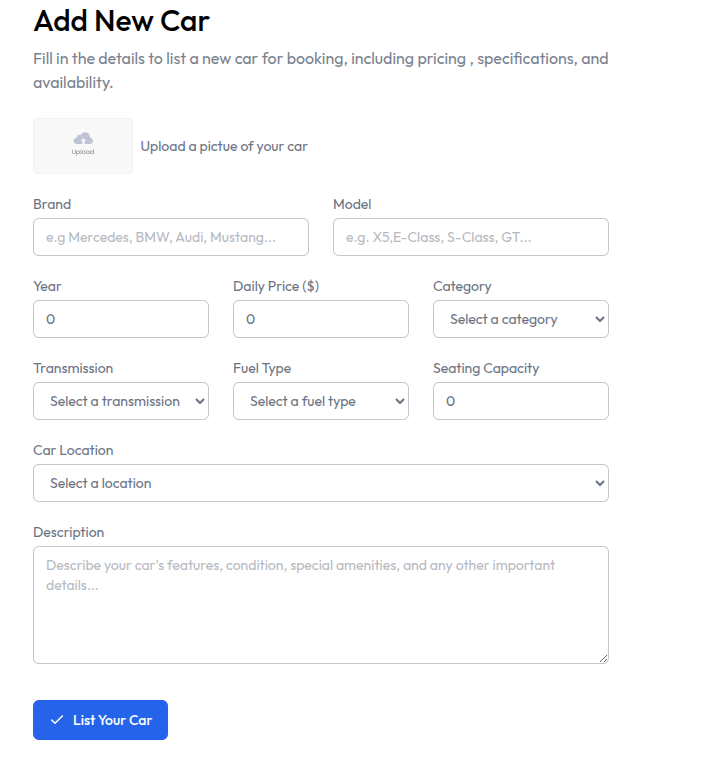 Add New Car
Fill in the details to list a new car for booking, including pricing , specifications, and
availability.
Upload
Upload a pictue of your car
Brand
Model
e.g Mercedes, BMW, Audi, Mustang...
e.g. X5,E-Class, S-Class, GT...
Year
Daily Price ($)
Category
0
0
Select a category
Transmission
Fuel Type
Seating Capacity
Select a transmission
Select a fuel type
0
Car Location
Select a location
Description
Describe your car's features, condition, special amenities, and any other important
details...
List Your Car